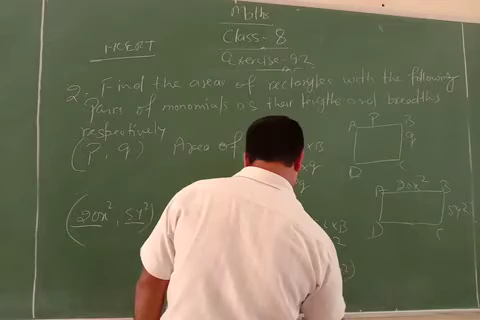 Maths
Class - 8
NCERT
Exercise - 9.2
2. Find the areas of rectangles with the following
Pairs of monomials as their lengths and breadths
respectively
(P, q) Area of
×B
×q
A P B
q
D C
(20x², 5y²)
×B
A 20x² B
5y²
D C